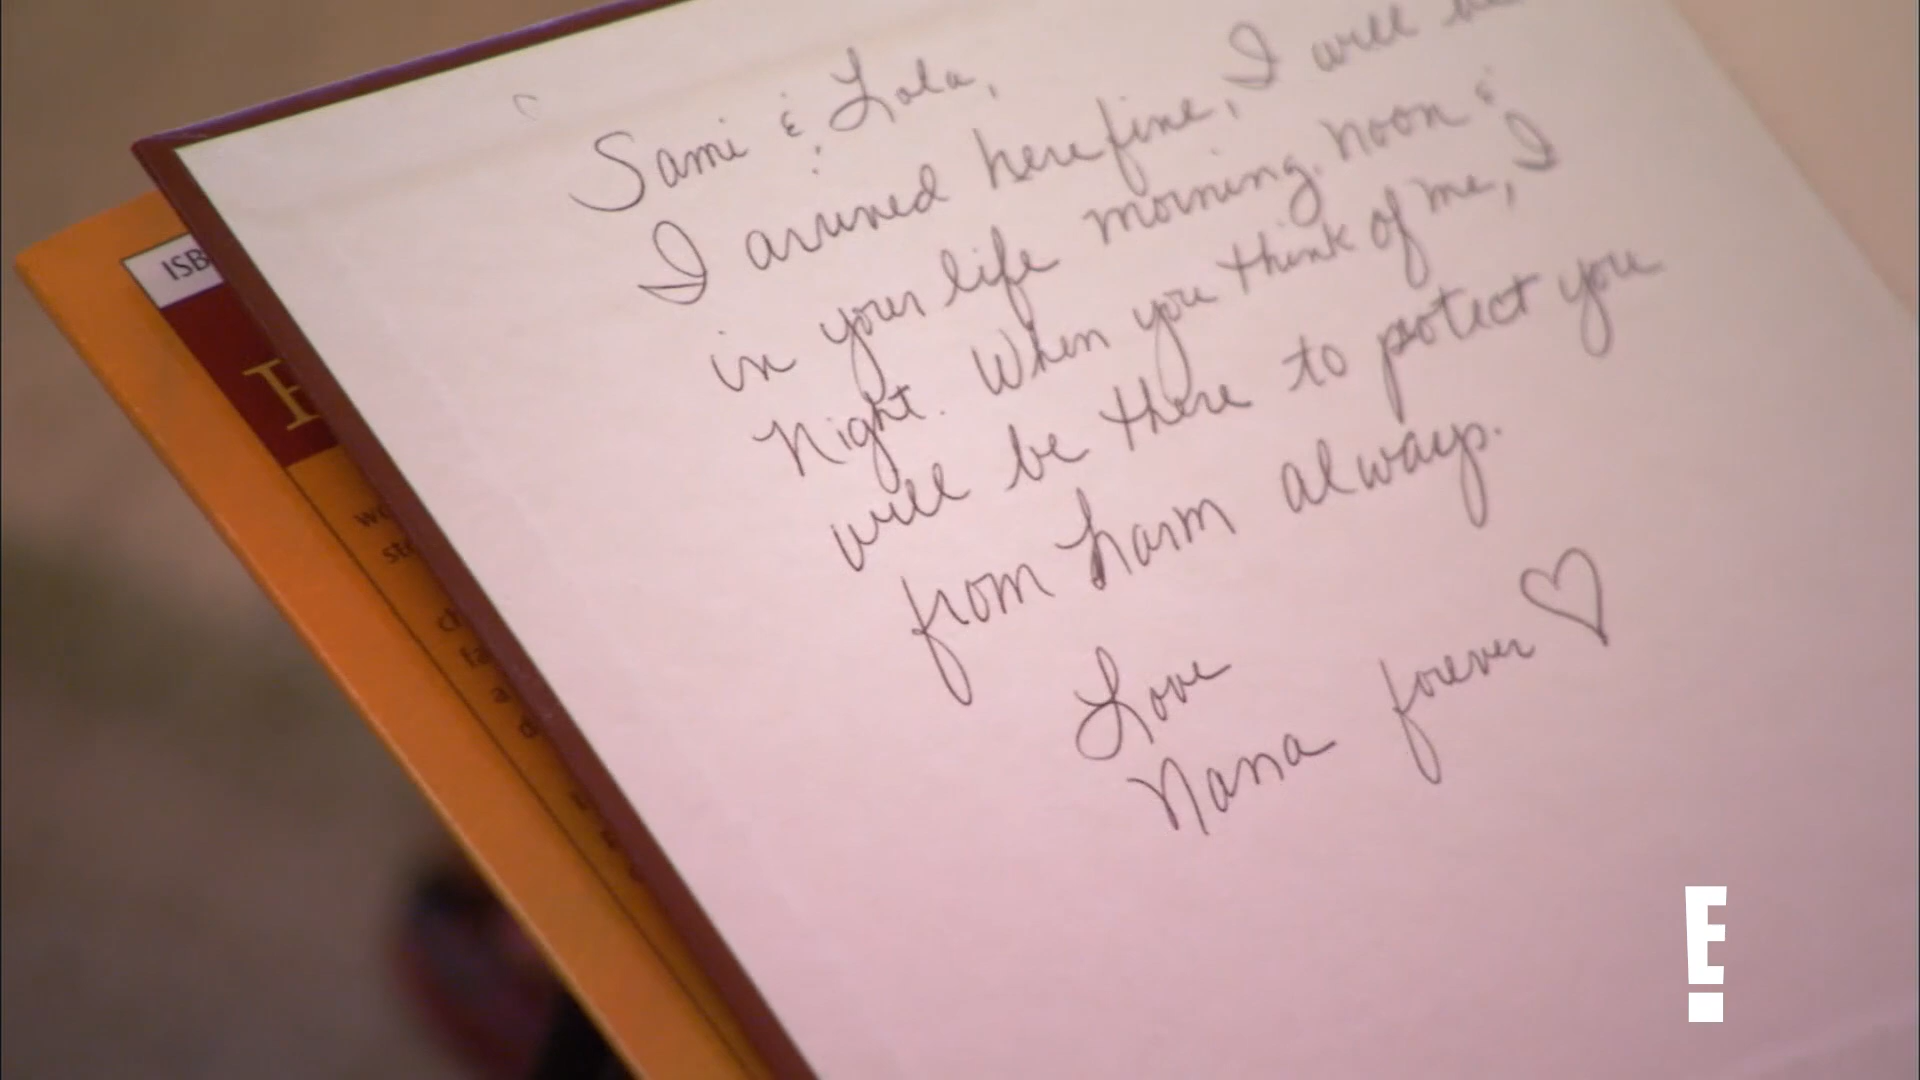 Sami & Lola,
I arrived here fine, I will be
in your life morning, noon &
Night. When you think of me, I
will be there to protect you
from harm always.
Love
Nana forever ♡
ISB
E!